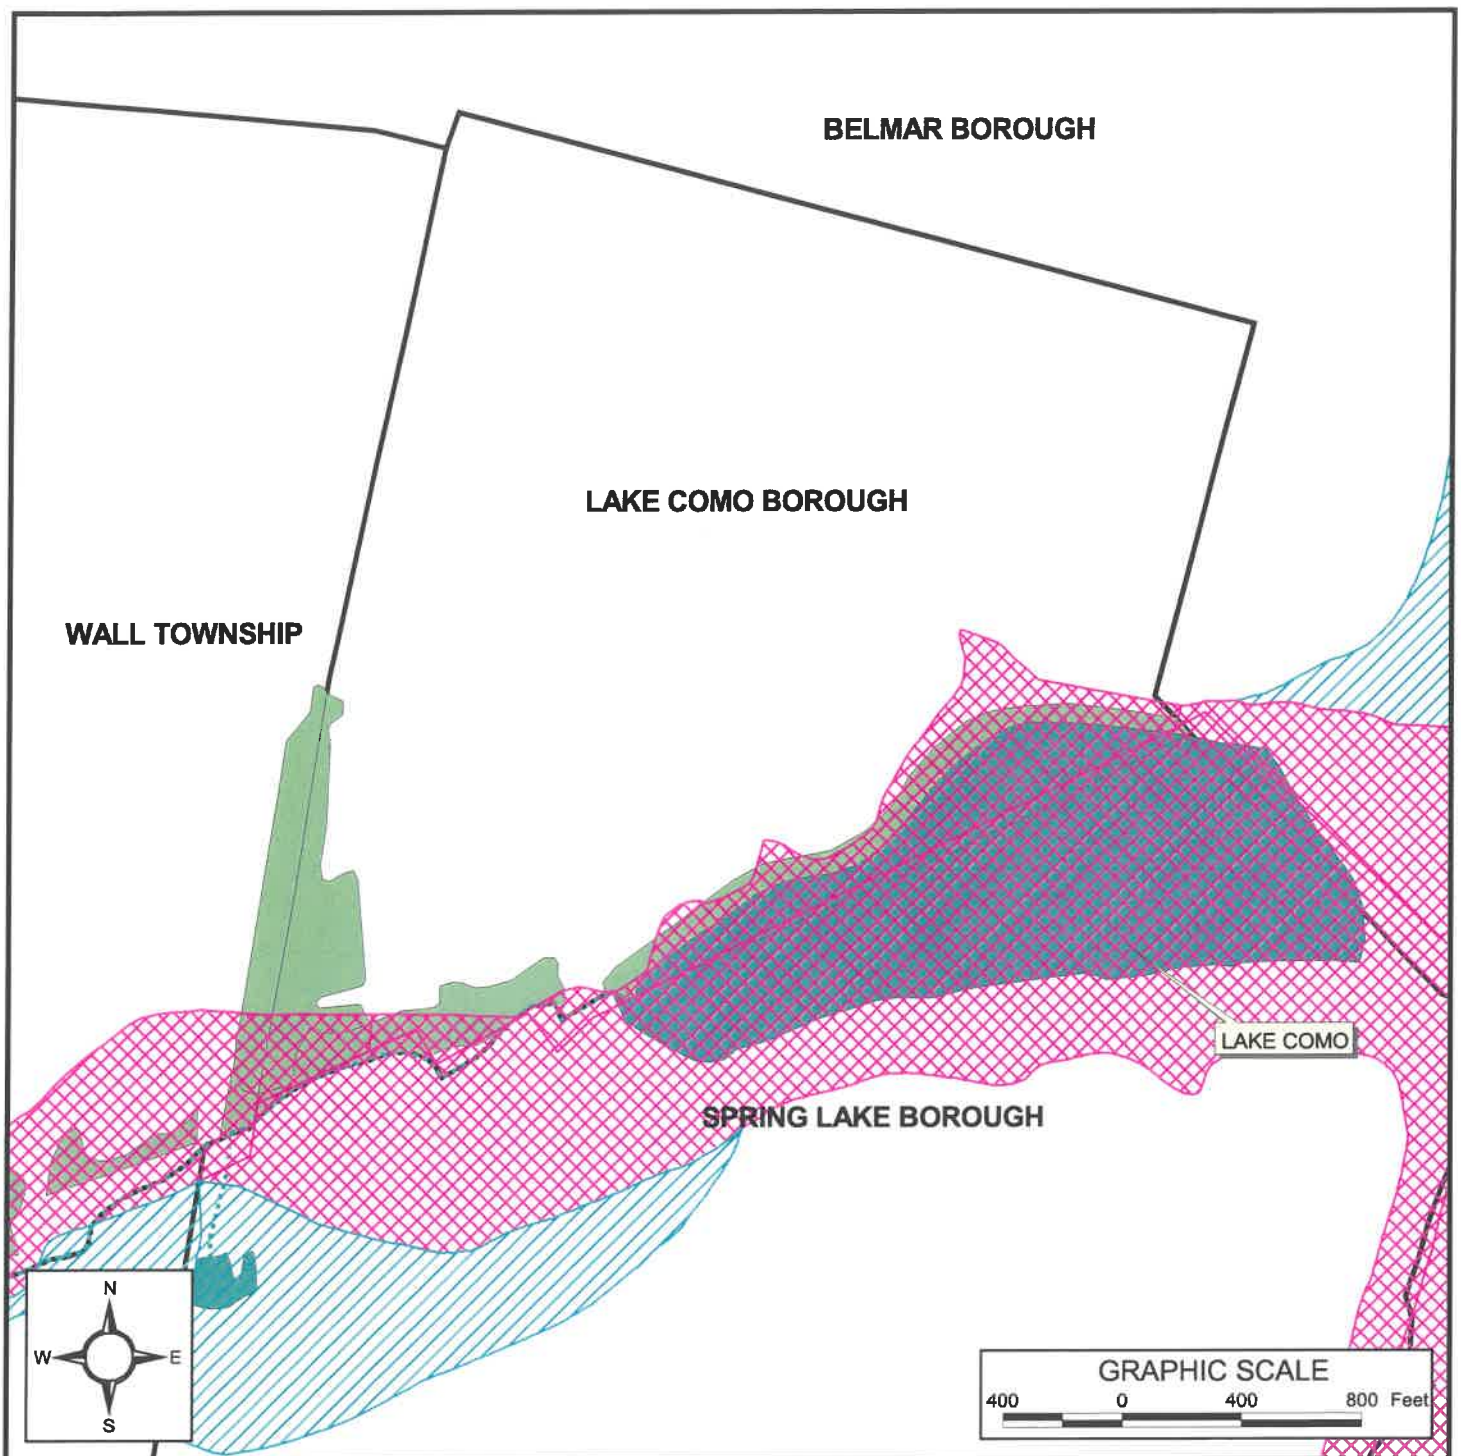 BELMAR BOROUGH
LAKE COMO BOROUGH
WALL TOWNSHIP
LAKE COMO
SPRING LAKE BOROUGH
N
W E
S
GRAPHIC SCALE
400 0 400 800 Feet